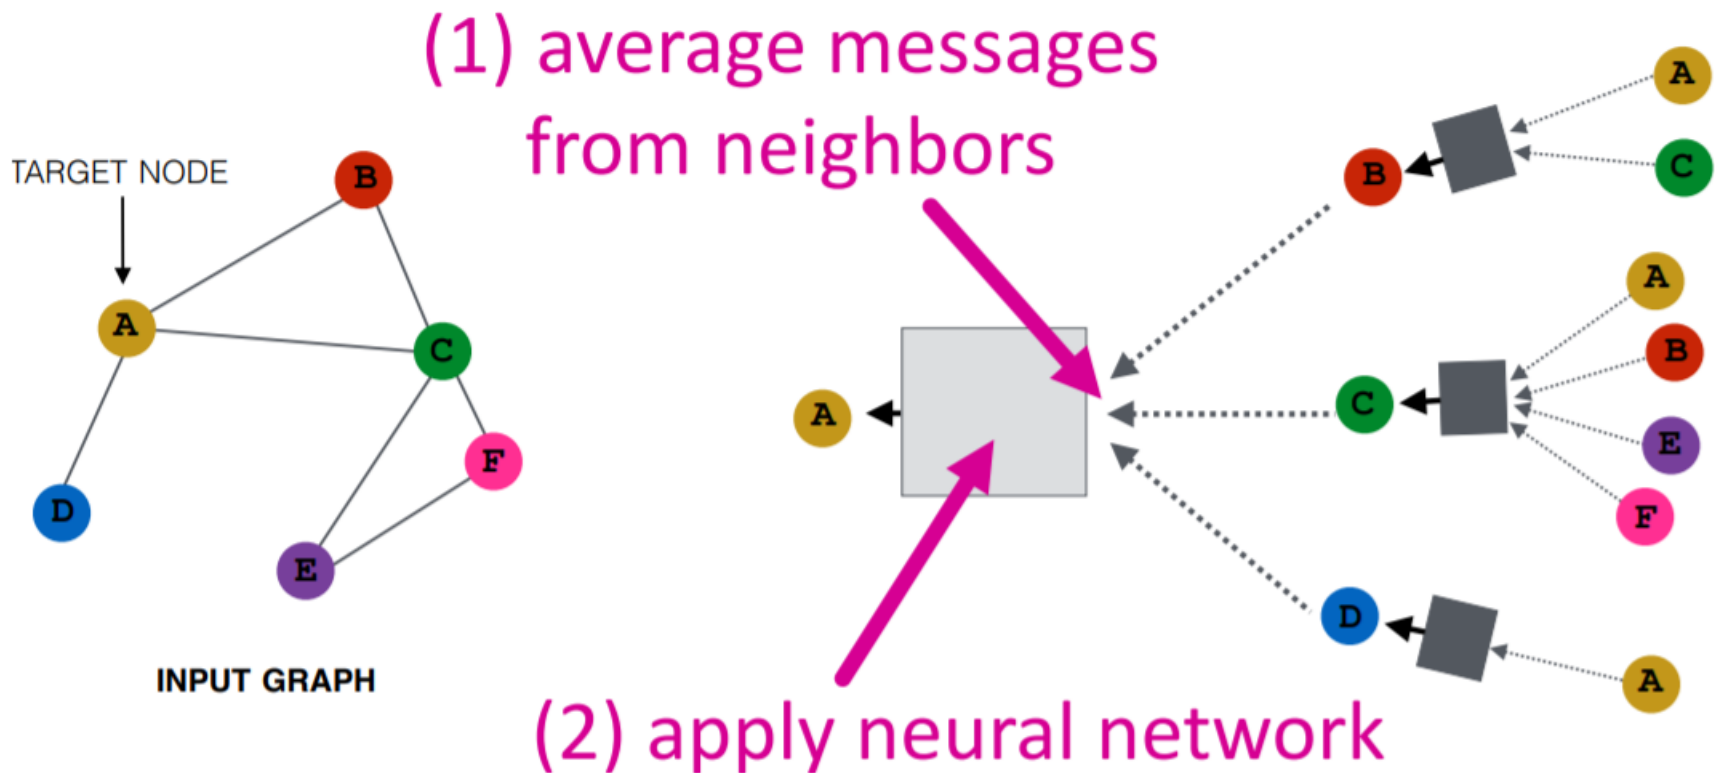 (1) average messages
from neighbors
TARGET NODE
B
A
C
F
D
E
INPUT GRAPH
A
B
A
C
C
A
B
E
F
D
A
(2) apply neural network